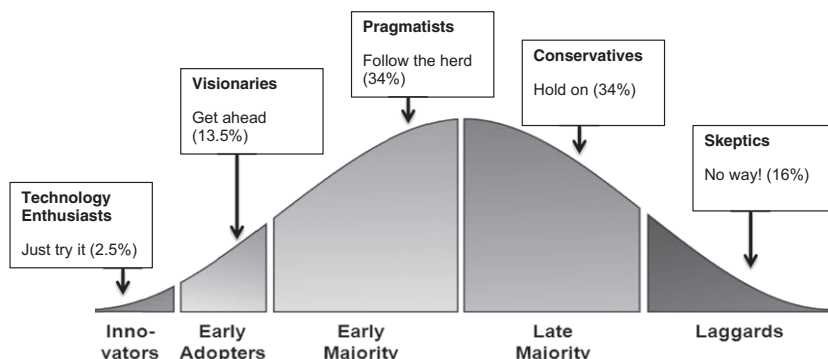 Pragmatists
Follow the herd
(34%)
Conservatives
Hold on (34%)
Visionaries
Get ahead
(13.5%)
Skeptics
No way! (16%)
Technology
Enthusiasts
Just try it (2.5%)
Inno-
vators
Early
Adopters
Early
Majority
Late
Majority
Laggards